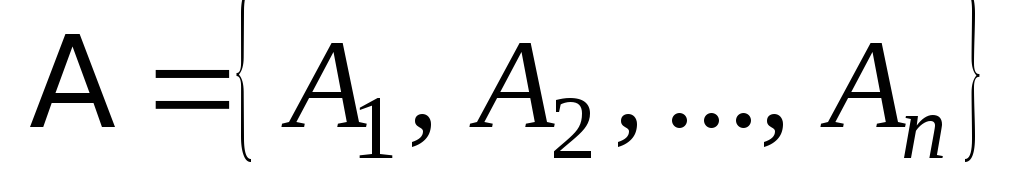 A = {A₁, A₂, ..., Aₙ}